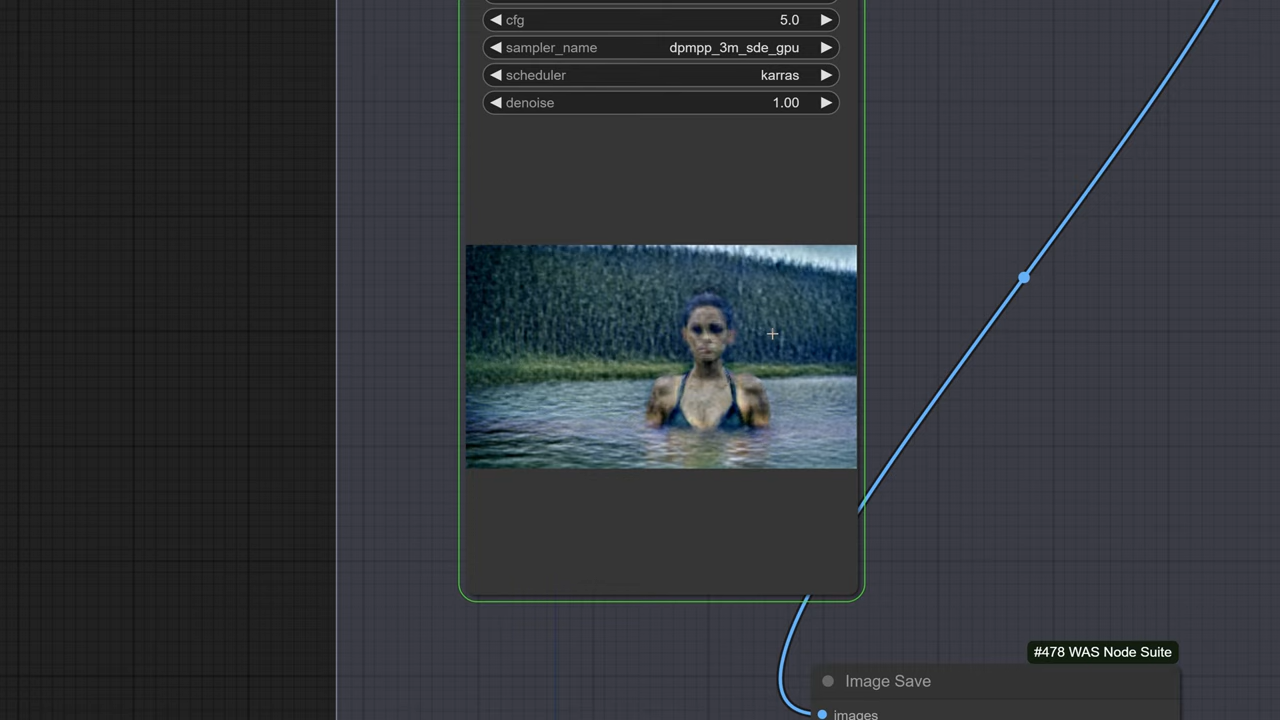 cfg 5.0
sampler_name dpmpp_3m_sde_gpu
scheduler karras
denoise 1.00
#478 WAS Node Suite
Image Save
images